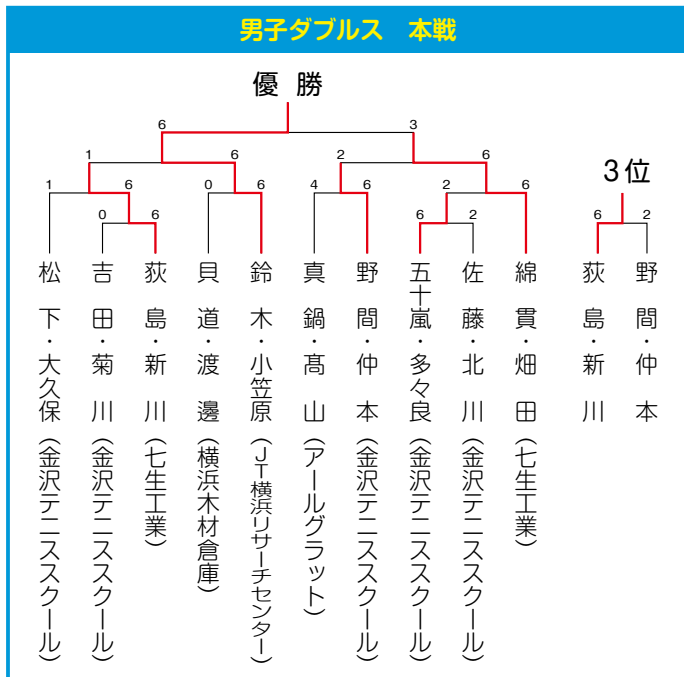 男子ダブルス 本戦
優 勝
6 3
1 6 2 6
3位
1 6 0 6 4 6 2 6
0 6 6 2 6 2
松下・大久保(金沢テニススクール)
吉田・菊川(金沢テニススクール)
荻島・新川(七生工業)
貝道・渡邊(横浜木材倉庫)
鈴木・小笠原(JT横浜リサーチセンター)
真鍋・髙山(アールグラット)
野間・仲本(金沢テニススクール)
五十嵐・多々良(金沢テニススクール)
佐藤・北川(金沢テニススクール)
綿貫・畑田(七生工業)
荻島・新川
野間・仲本